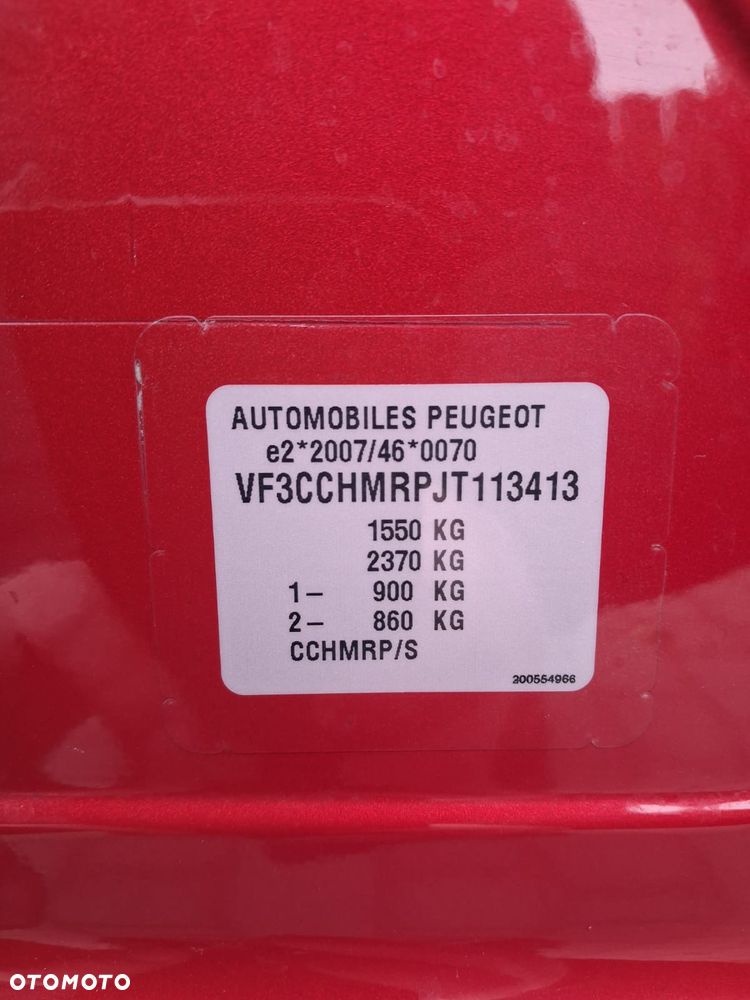 AUTOMOBILES PEUGEOT
e2*2007/46*0070
VF3CCHMRPJT113413
1550 KG
2370 KG
1- 900 KG
2- 860 KG
CCHMRP/S
200554966
OTOMOTO